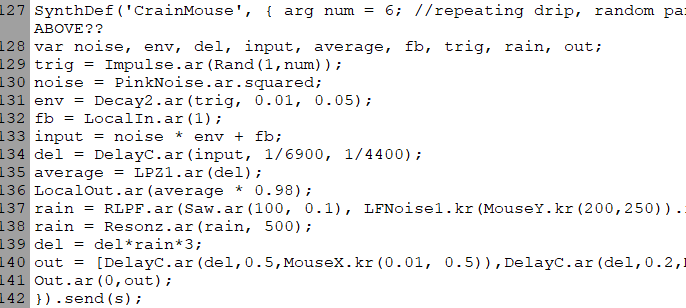 127 SynthDef('CrainMouse', { arg num = 6; //repeating drip, random
ABOVE??
128 var noise, env, del, input, average, fb, trig, rain, out;
129 trig = Impulse.ar(Rand(1,num));
130 noise = PinkNoise.ar.squared;
131 env = Decay2.ar(trig, 0.01, 0.05);
132 fb = LocalIn.ar(1);
133 input = noise * env + fb;
134 del = DelayC.ar(input, 1/6900, 1/4400);
135 average = LPZ1.ar(del);
136 LocalOut.ar(average * 0.98);
137 rain = RLPF.ar(Saw.ar(100, 0.1), LFNoise1.kr(MouseY.kr(200,250)).
138 rain = Resonz.ar(rain, 500);
139 del = del*rain*3;
140 out = [DelayC.ar(del,0.5,MouseX.kr(0.01, 0.5)),DelayC.ar(del,0.2,
141 Out.ar(0,out);
142 }).send(s);